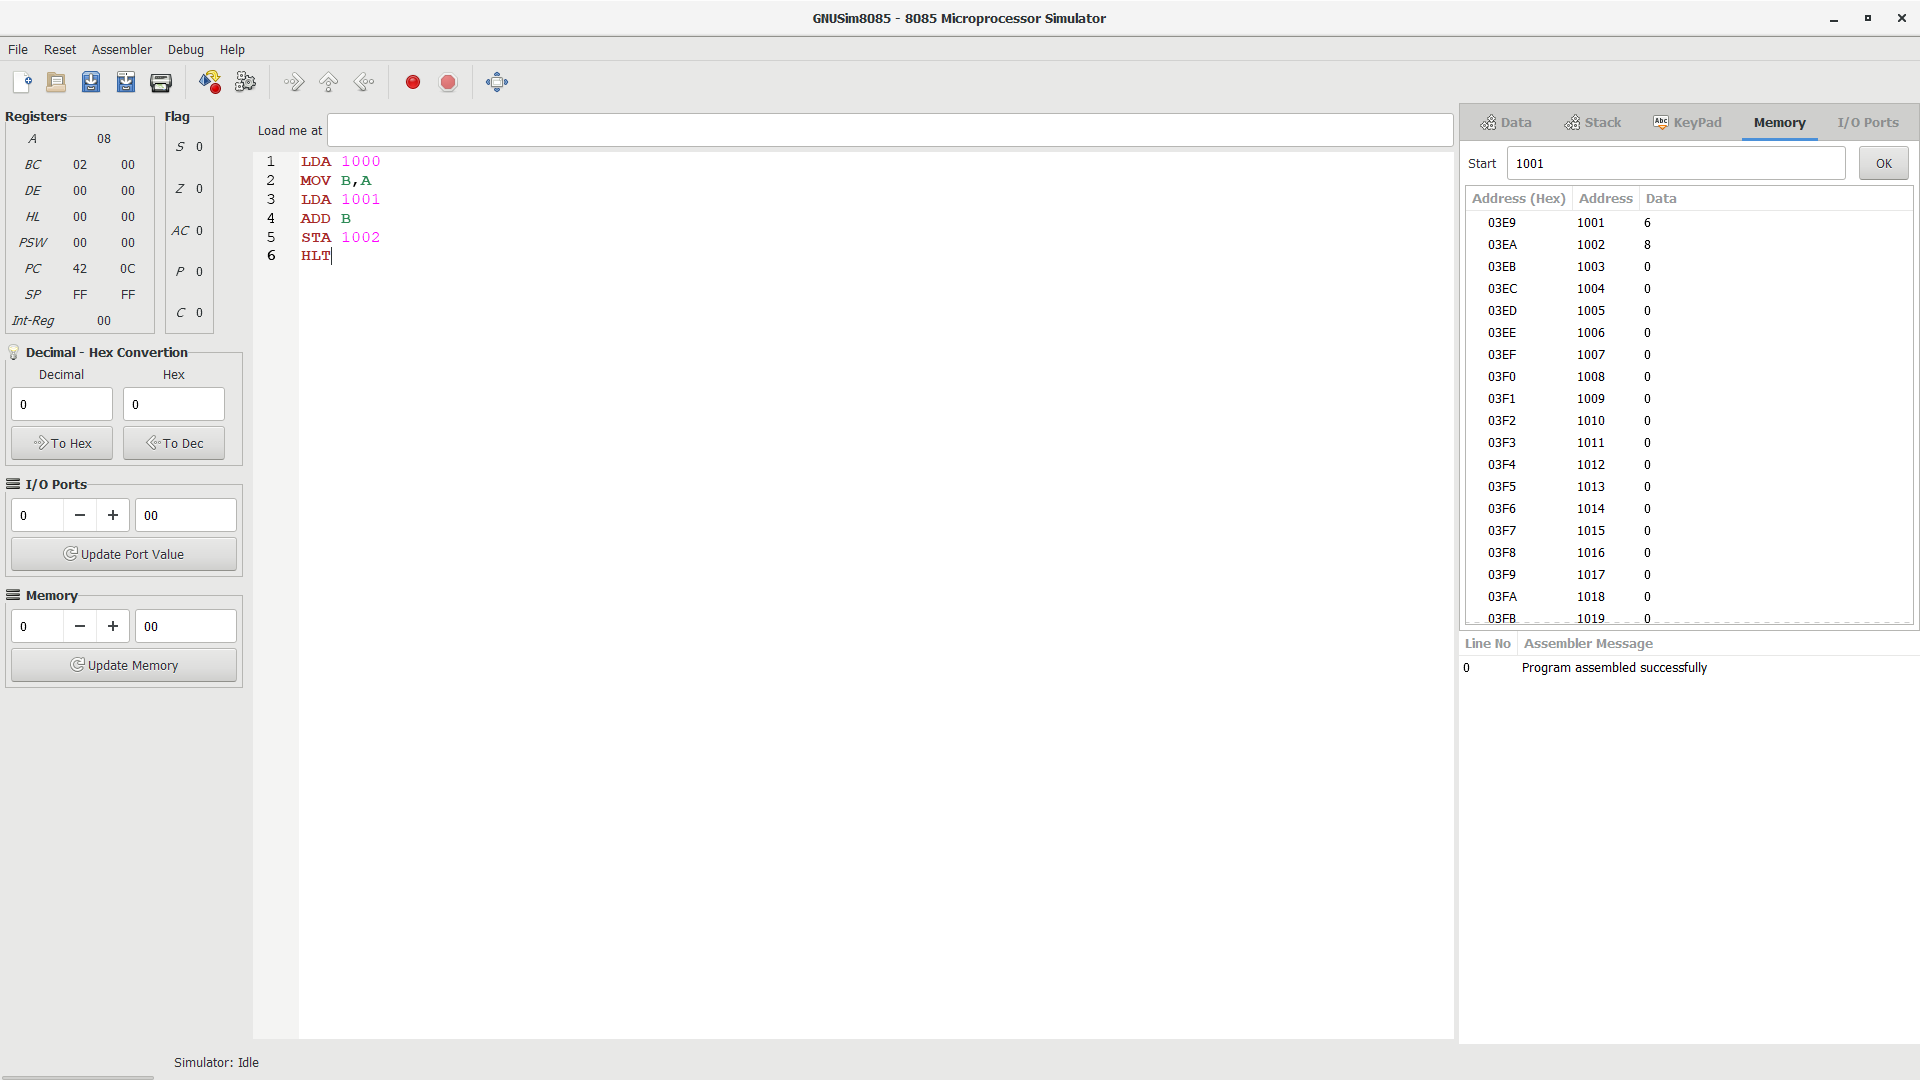 GNUSim8085 - 8085 Microprocessor Simulator
File Reset Assembler Debug Help
Registers
A 08
BC 02 00
DE 00 00
HL 00 00
PSW 00 00
PC 42 0C
SP FF FF
Int-Reg 00
Flag
S 0
Z 0
AC 0
P 0
C 0
Decimal - Hex Convertion
Decimal Hex
0 0
To Hex To Dec
I/O Ports
0 00
Update Port Value
Memory
0 00
Update Memory
Load me at
1 LDA 1000
2 MOV B,A
3 LDA 1001
4 ADD B
5 STA 1002
6 HLT
Data Stack Abc KeyPad Memory I/O Ports
Start 1001 OK
Address (Hex) Address Data
03E9 1001 6
03EA 1002 8
03EB 1003 0
03EC 1004 0
03ED 1005 0
03EE 1006 0
03EF 1007 0
03F0 1008 0
03F1 1009 0
03F2 1010 0
03F3 1011 0
03F4 1012 0
03F5 1013 0
03F6 1014 0
03F7 1015 0
03F8 1016 0
03F9 1017 0
03FA 1018 0
03FB 1019 0
Line No Assembler Message
0 Program assembled successfully
Simulator: Idle